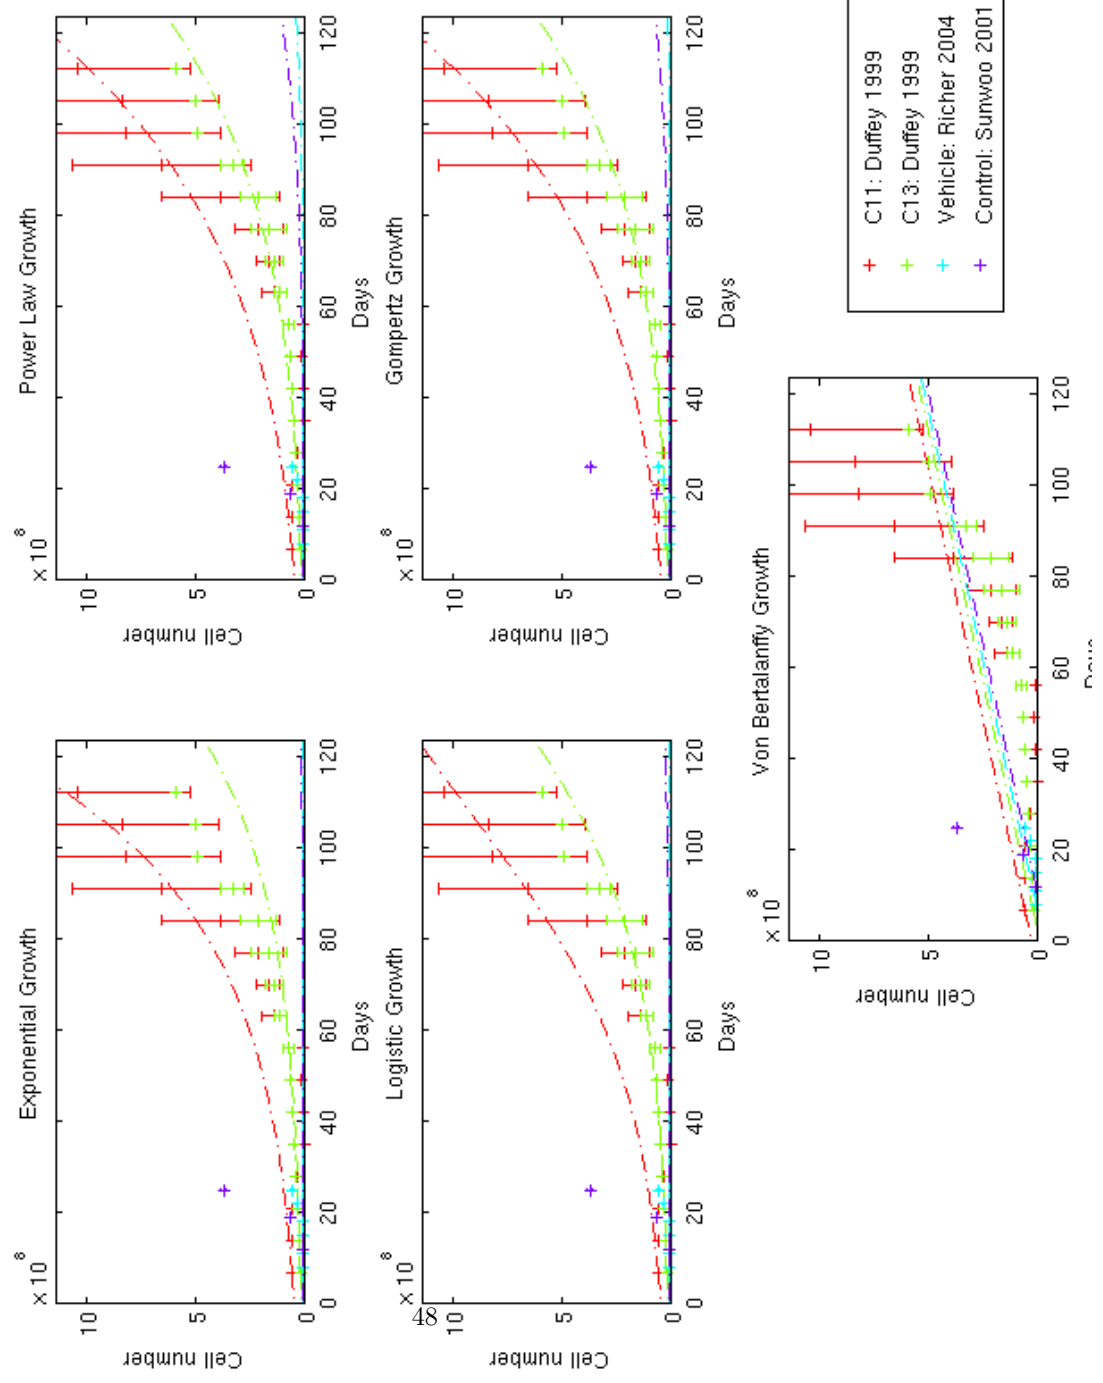 Exponential Growth
× 10 8
10
5
0
Cell number
0 20 40 60 80 100 120
Days
Power Law Growth
× 10 8
10
5
0
Cell number
0 20 40 60 80 100 120
Days
Logistic Growth
× 10 8
10
5
0
Cell number
0 20 40 60 80 100 120
Days
Gompertz Growth
× 10 8
10
5
0
Cell number
0 20 40 60 80 100 120
Days
Von Bertalanffy Growth
× 10 8
10
5
0
Cell number
0 20 40 60 80 100 120
C11: Duffey 1999
C13: Duffey 1999
Vehicle: Richer 2004
Control: Sunwoo 2001
48